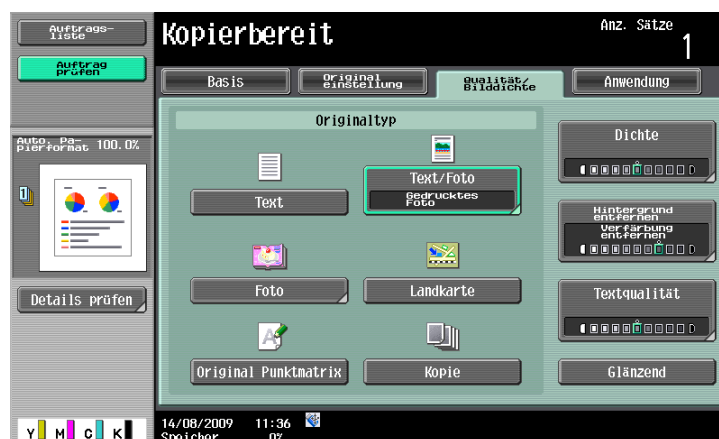 Auftrags-
liste
Auftrag
prüfen
Kopierbereit
Anz. Sätze
1
Basis
Original
einstellung
Qualität/
Bilddichte
Anwendung
Auto. Pa-
pierformat 100.0%
1
Details prüfen
Originaltyp
Text
Text/Foto
Gedrucktes
Foto
Foto
Landkarte
Original Punktmatrix
Kopie
Dichte
Hintergrund
entfernen
Verfärbung
entfernen
Textqualität
Glänzend
Y M C K
14/08/2009 11:36
Speicher 0%